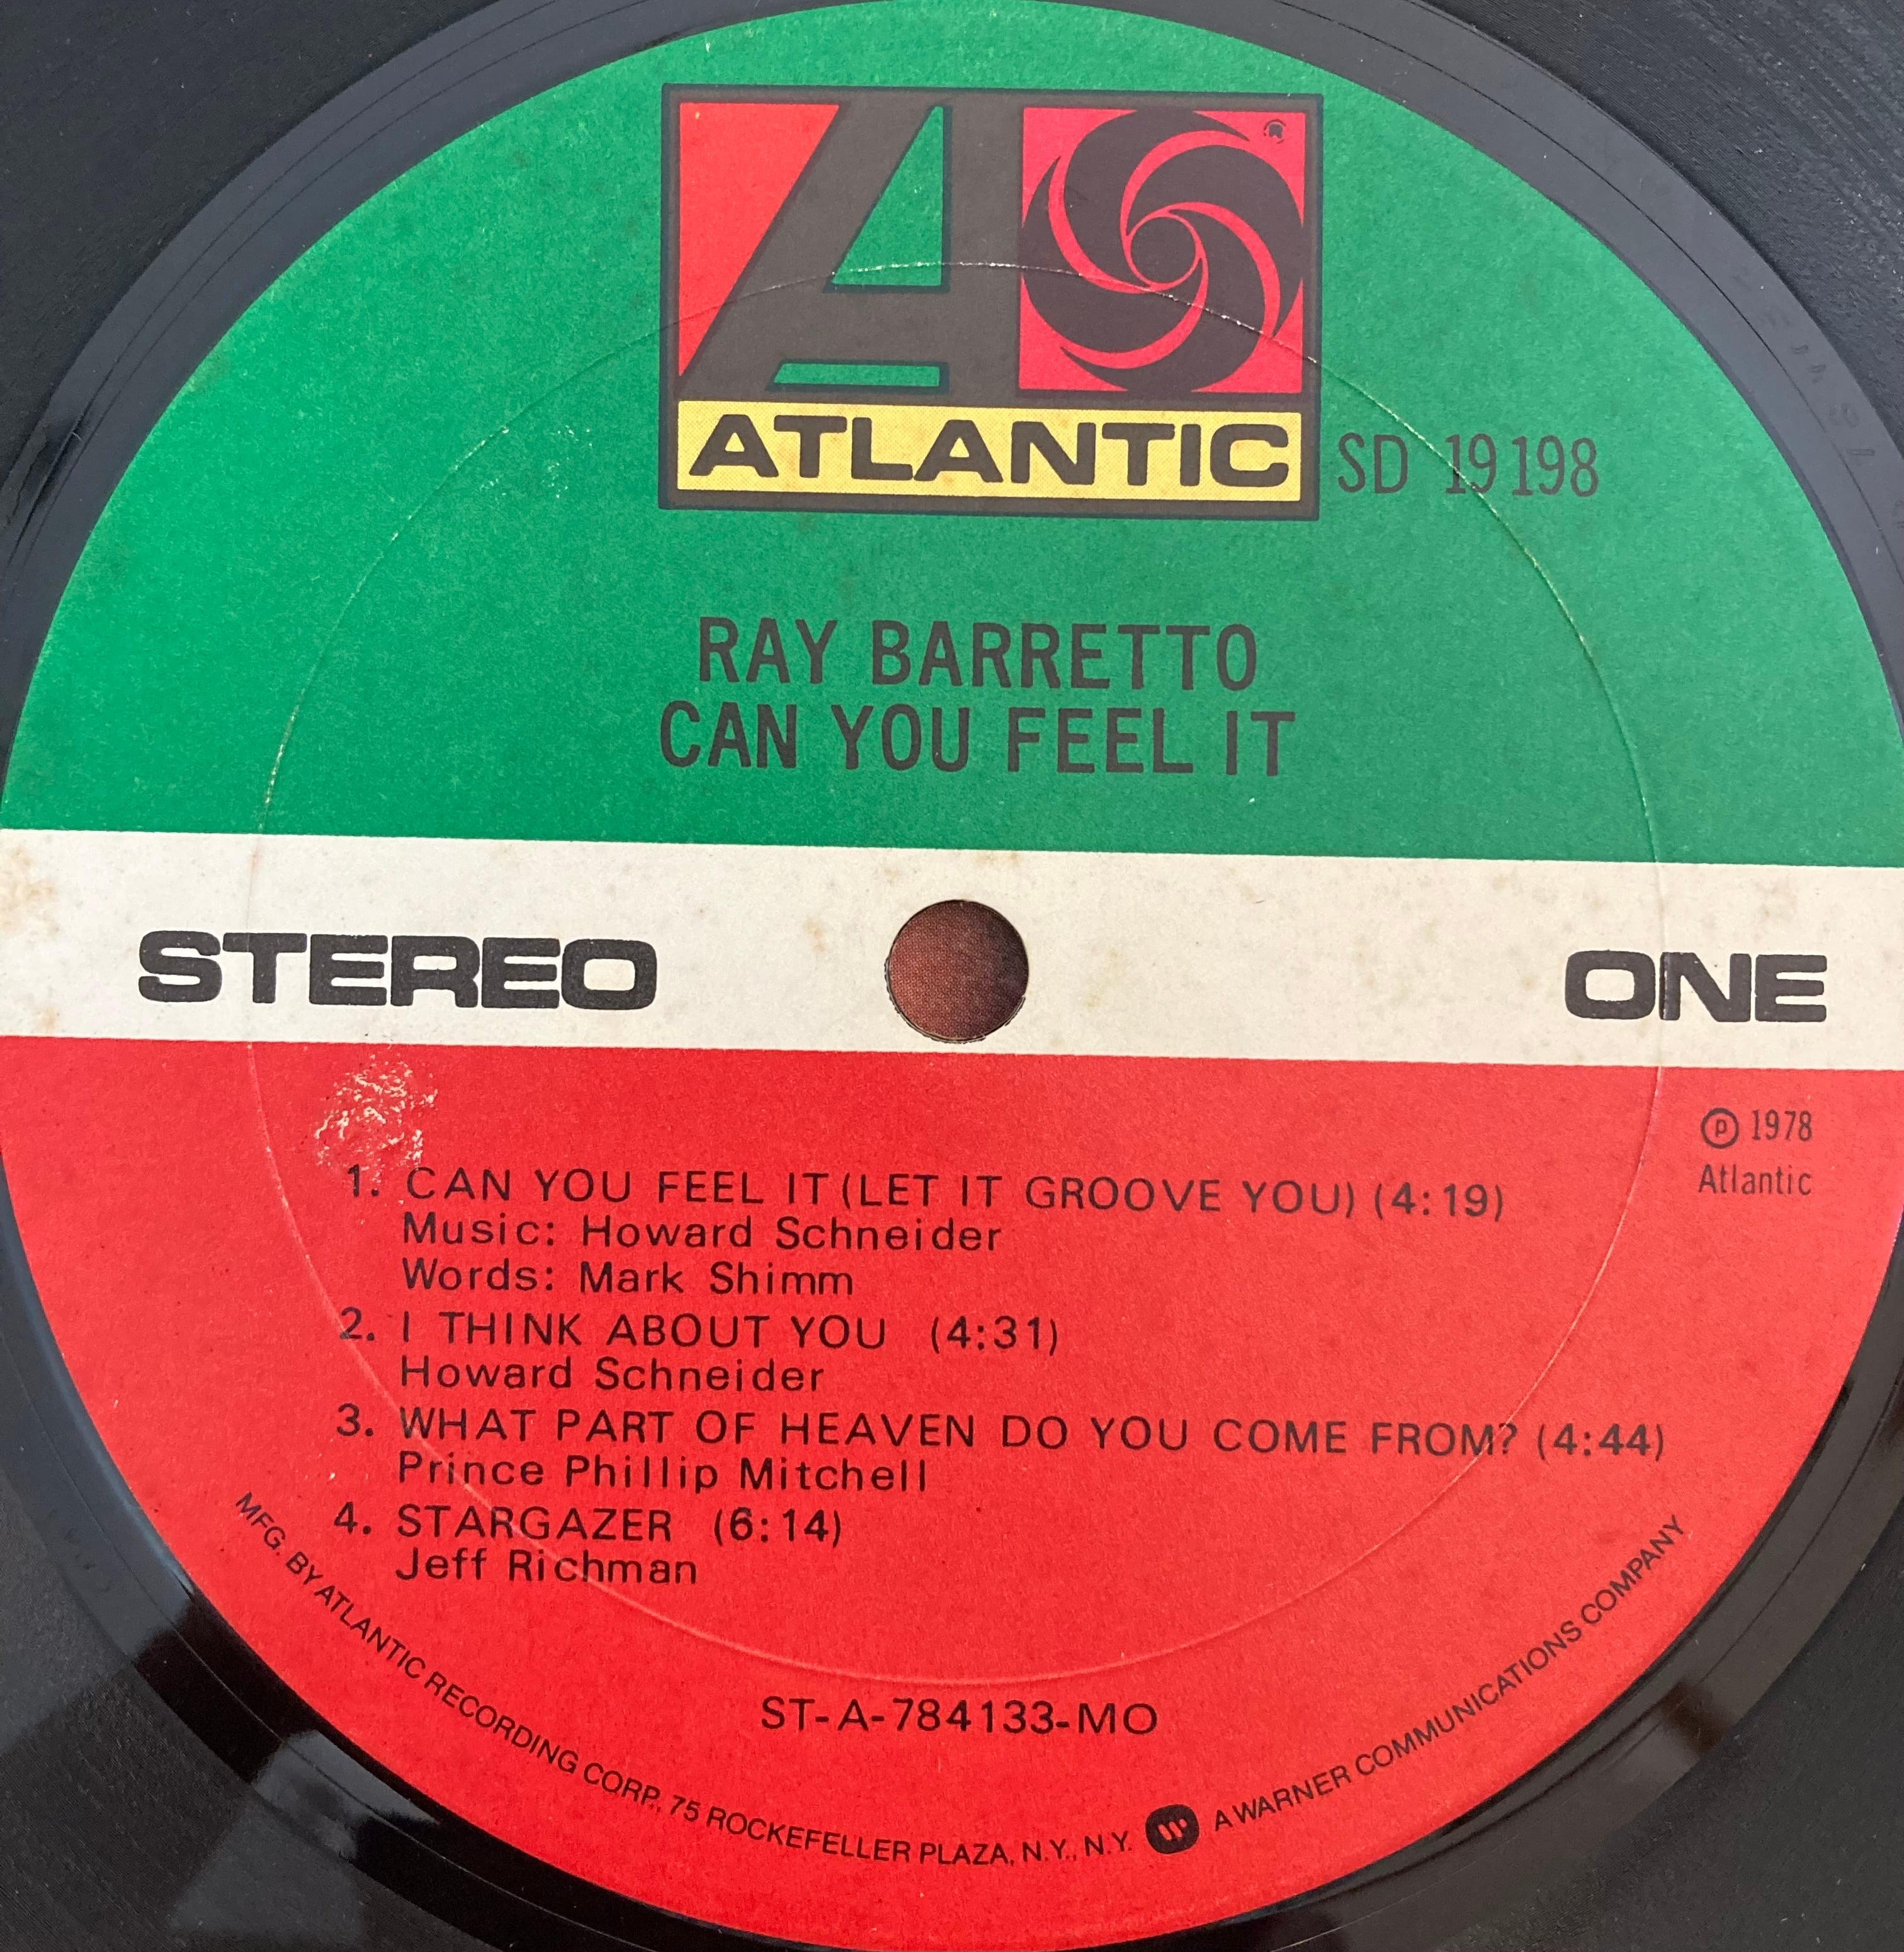 ATLANTIC
SD 19198
RAY BARRETTO
CAN YOU FEEL IT
STEREO
ONE
℗ 1978
Atlantic
1. CAN YOU FEEL IT (LET IT GROOVE YOU) (4:19)
Music: Howard Schneider
Words: Mark Shimm
2. I THINK ABOUT YOU (4:31)
Howard Schneider
3. WHAT PART OF HEAVEN DO YOU COME FROM? (4:44)
Prince Phillip Mitchell
4. STARGAZER (6:14)
Jeff Richman
ST-A-784133-MO
MFG. BY ATLANTIC RECORDING CORP., 75 ROCKEFELLER PLAZA, N.Y., N.Y. W A WARNER COMMUNICATIONS COMPANY